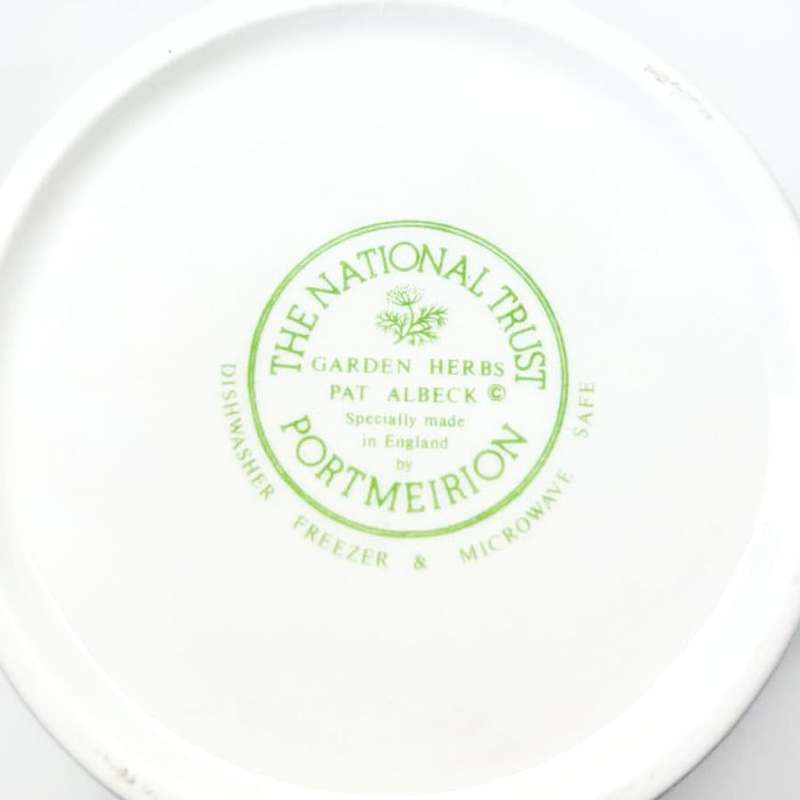 THE NATIONAL TRUST
GARDEN HERBS
PAT ALBECK ©
Specially made
in England
by
PORTMEIRION
DISHWASHER FREEZER & MICROWAVE SAFE